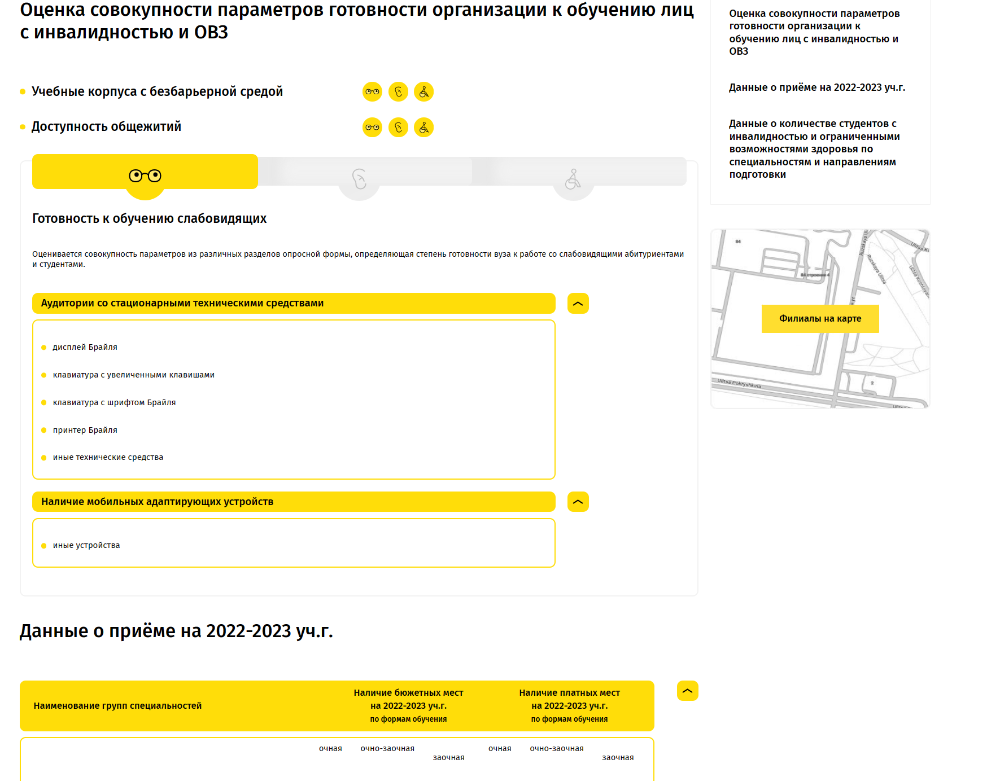 Оценка совокупности параметров готовности организации к обучению лиц
с инвалидностью и ОВЗ
Учебные корпуса с безбарьерной средой
Доступность общежитий
Готовность к обучению слабовидящих
Оценивается совокупность параметров из различных разделов опросной формы, определяющая степень готовности вуза к работе со слабовидящими абитуриентами
и студентами.
Аудитории со стационарными техническими средствами
дисплей Брайля
клавиатура с увеличенными клавишами
клавиатура с шрифтом Брайля
принтер Брайля
иные технические средства
Наличие мобильных адаптирующих устройств
иные устройства
Данные о приёме на 2022-2023 уч.г.
Наименование групп специальностей
Наличие бюжетных мест
на 2022-2023 уч.г.
по формам обучения
Наличие платных мест
на 2022-2023 уч.г.
по формам обучения
очная
очно-заочная
заочная
очная
очно-заочная
заочная
Оценка совокупности параметров
готовности организации к
обучению лиц с инвалидностью и
ОВЗ
Данные о приёме на 2022-2023 уч.г.
Данные о количестве студентов с
инвалидностью и ограниченными
возможностями здоровья по
специальностям и направлениям
подготовки
84
84 строение 4
Ruzskaya Uli
Ruzskaya Ulitsa
Ulitsa Ko
Ulitsa Koshtoyan
Филиалы на карте
Ulitsa Pokryshkina
2